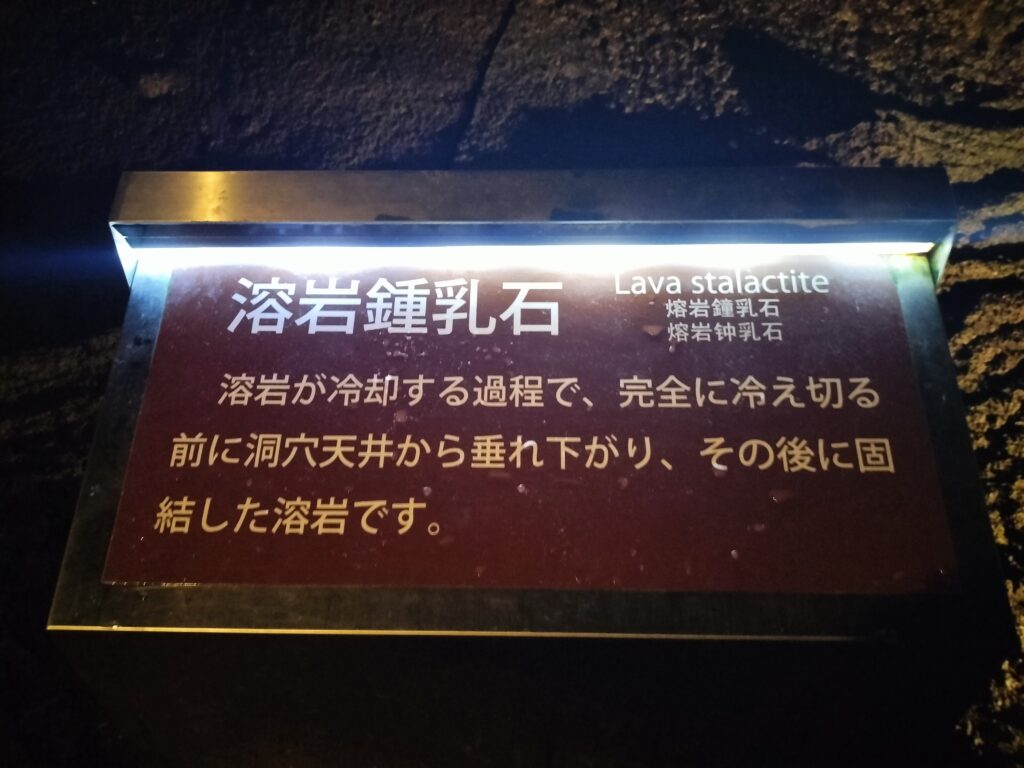 溶岩鍾乳石
Lava stalactite
熔岩鐘乳石
熔岩钟乳石
溶岩が冷却する過程で、完全に冷え切る
前に洞穴天井から垂れ下がり、その後に固
結した溶岩です。